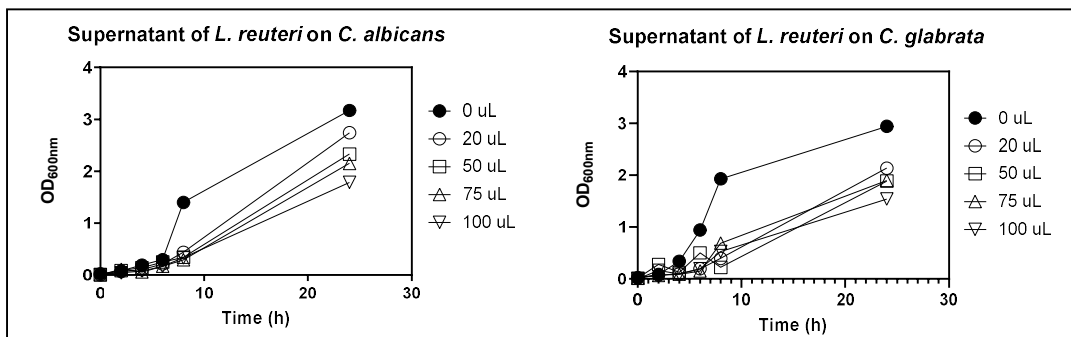 Supernatant of L. reuteri on C. albicans
4
3
2
1
0
0
10
20
30
OD600nm
Time (h)
0 uL
20 uL
50 uL
75 uL
100 uL
Supernatant of L. reuteri on C. glabrata
4
3
2
1
0
0
10
20
30
OD600nm
Time (h)
0 uL
20 uL
50 uL
75 uL
100 uL